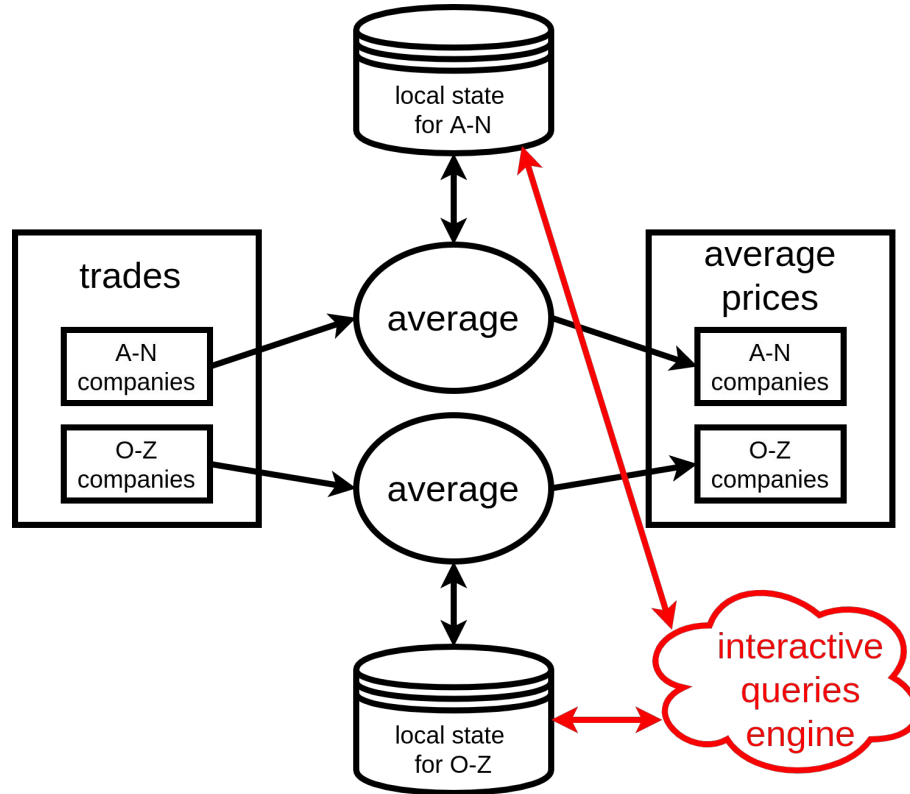 local state
for A-N
trades
A-N
companies
O-Z
companies
average
average
average
prices
A-N
companies
O-Z
companies
local state
for O-Z
interactive
queries
engine